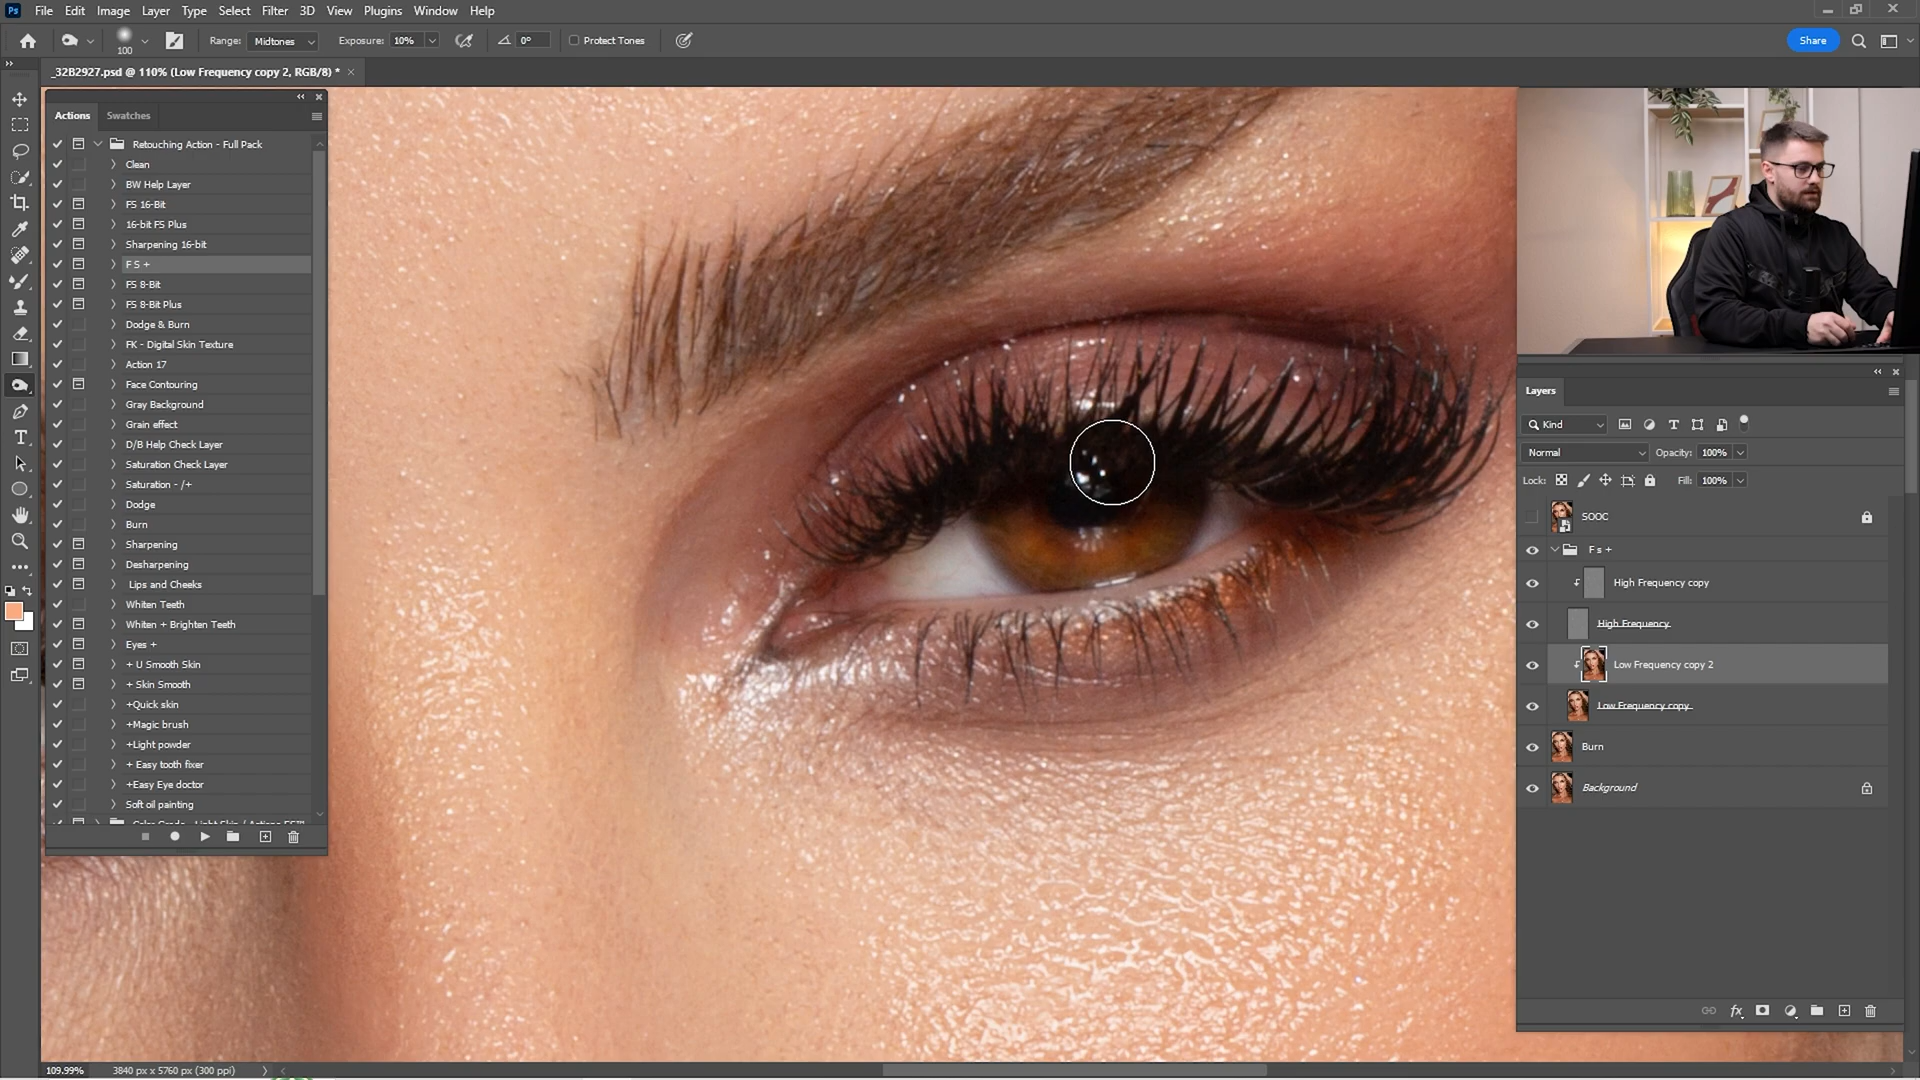 Ps File Edit Image Layer Type Select Filter 3D View Plugins Window Help
100 Range: Midtones Exposure: 10% 0° Protect Tones Share
_32B2927.psd @ 110% (Low Frequency copy 2, RGB/8) * ×
Actions Swatches
Retouching Action - Full Pack
Clean
BW Help Layer
FS 16-Bit
16-bit FS Plus
Sharpening 16-bit
F S +
FS 8-Bit
FS 8-Bit Plus
Dodge & Burn
FK - Digital Skin Texture
Action 17
Face Contouring
Gray Background
Grain effect
D/B Help Check Layer
Saturation Check Layer
Saturation - /+
Dodge
Burn
Sharpening
Desharpening
Lips and Cheeks
Whiten Teeth
Whiten + Brighten Teeth
Eyes +
+ U Smooth Skin
+ Skin Smooth
+Quick skin
+Magic brush
+Light powder
+ Easy tooth fixer
+Easy Eye doctor
Soft oil painting
Layers
Kind
Normal Opacity: 100%
Lock: Fill: 100%
SOOC
F s +
High Frequency copy
High Frequency
Low Frequency copy 2
Low Frequency copy
Burn
Background
109.99% 3840 px x 5760 px (300 ppi)